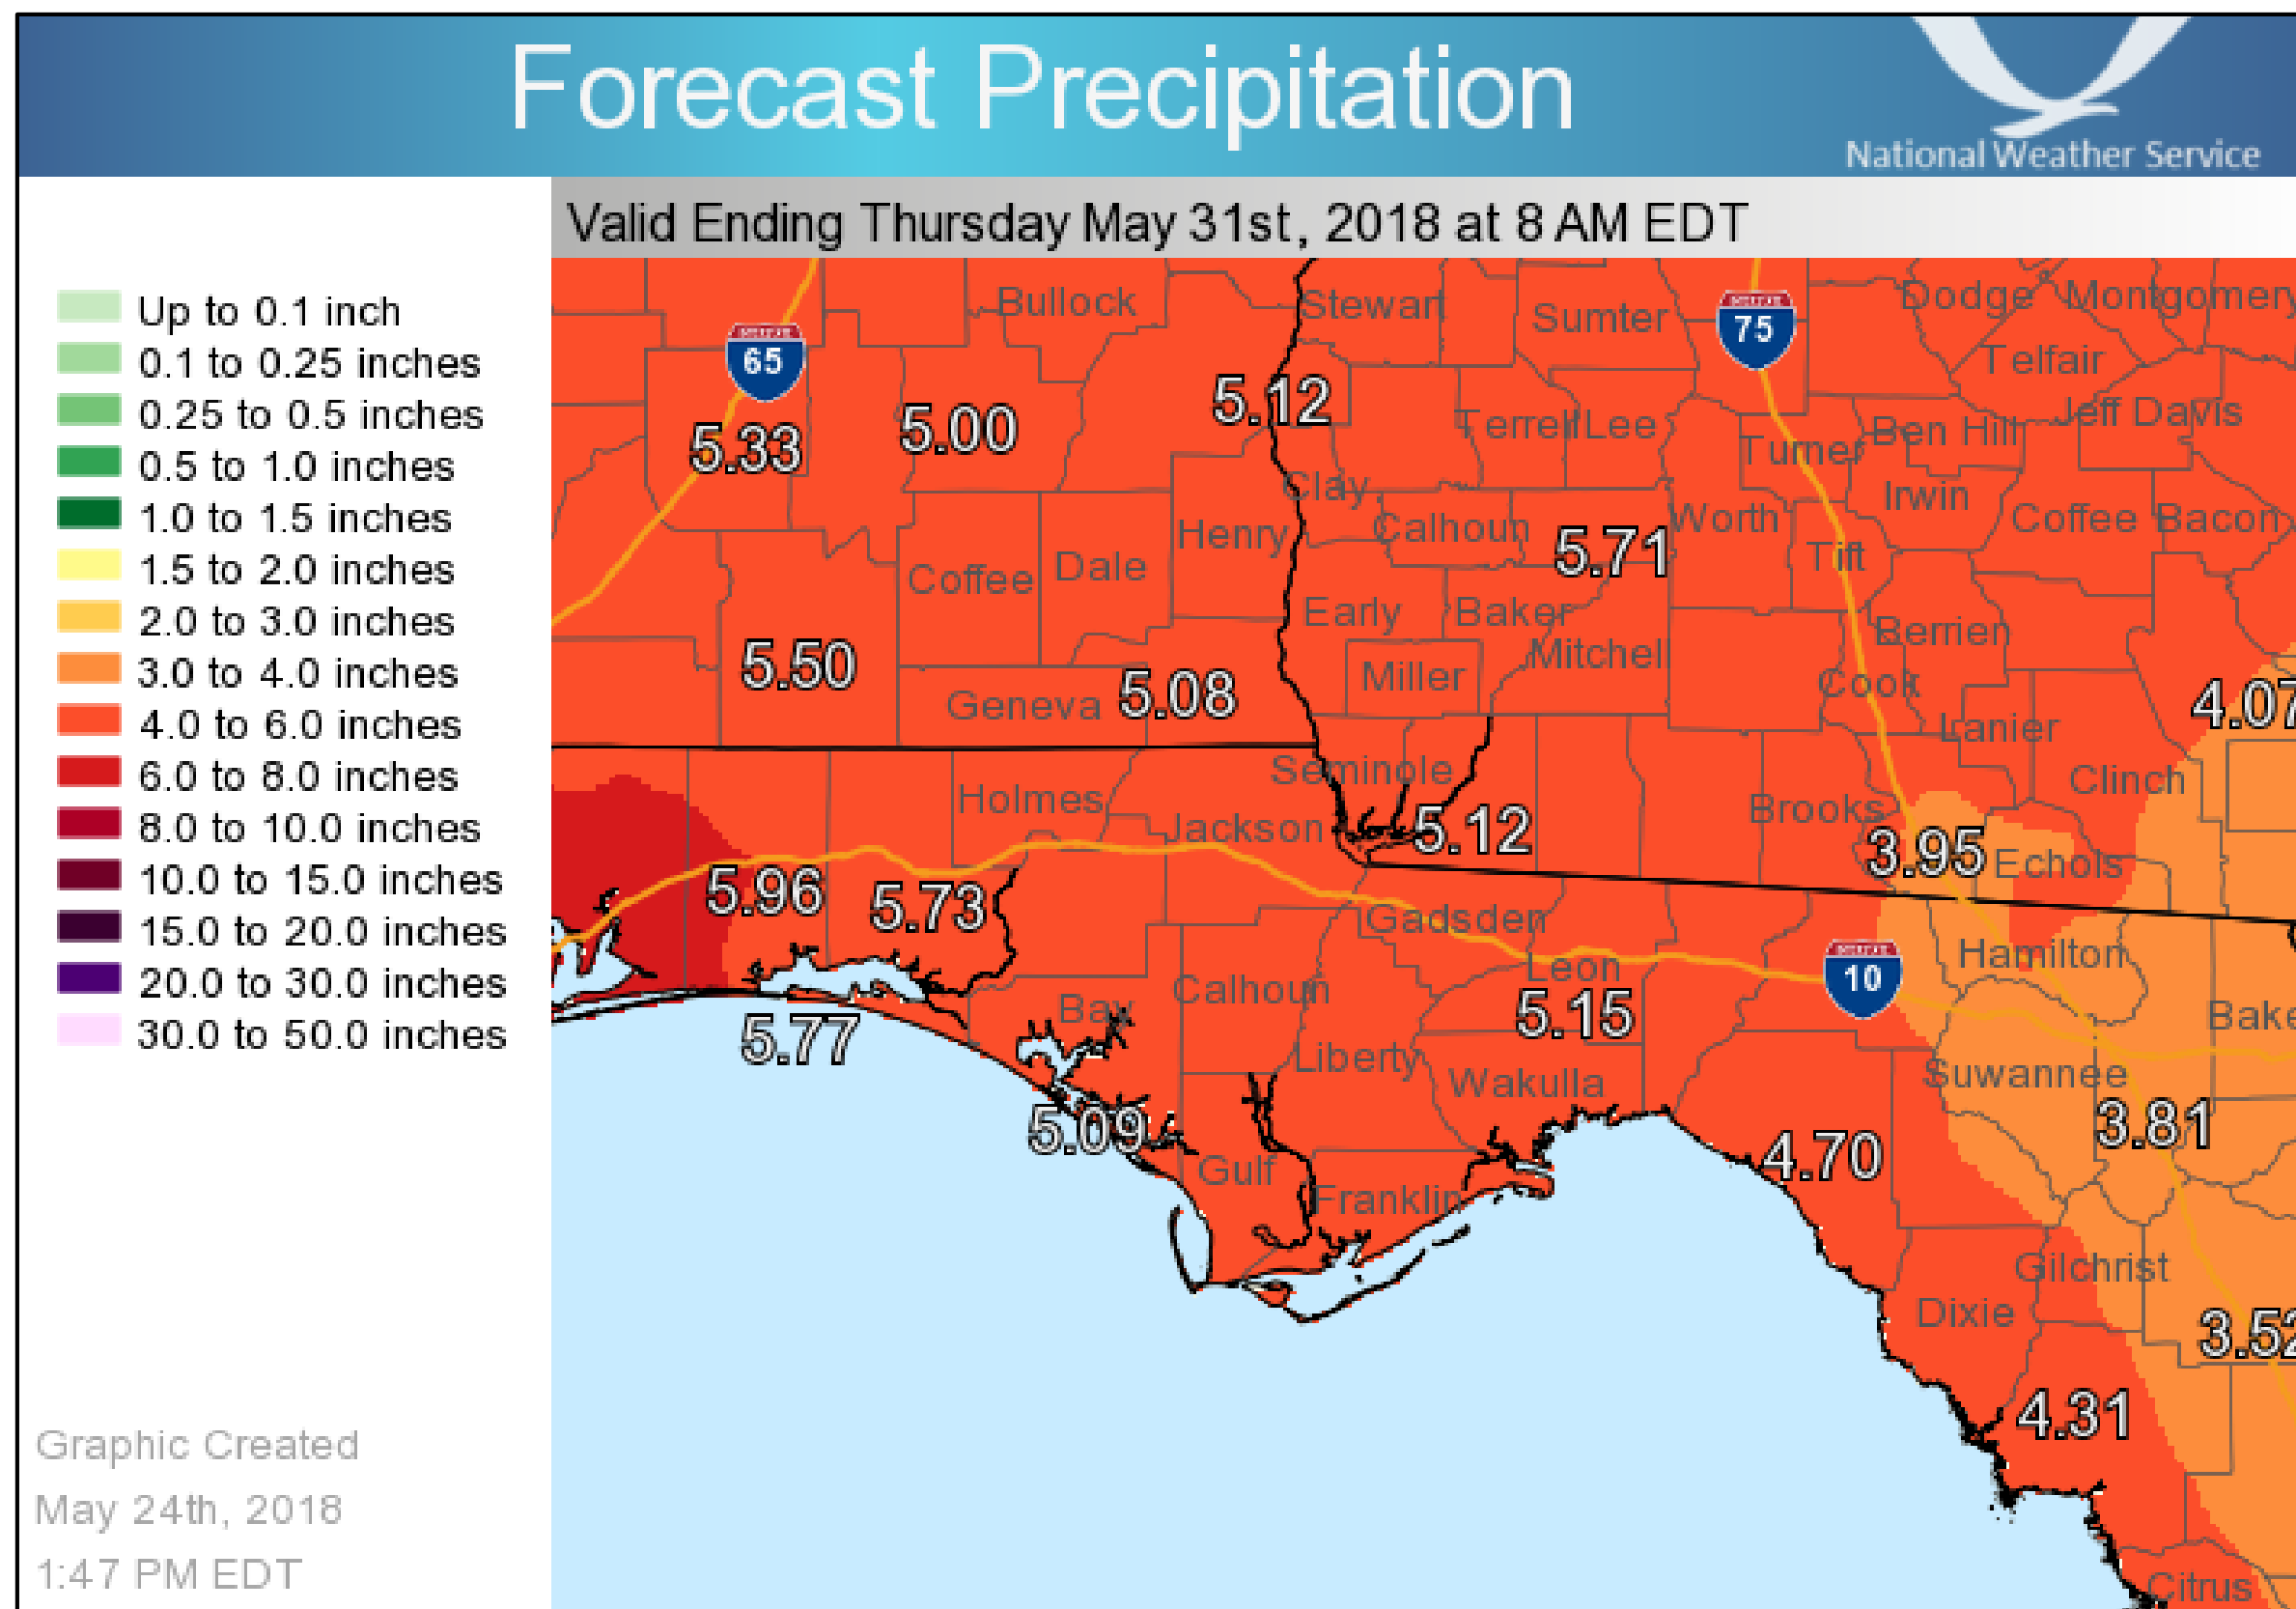 Forecast Precipitation
National Weather Service
Valid Ending Thursday May 31st, 2018 at 8 AM EDT
Up to 0.1 inch
0.1 to 0.25 inches
0.25 to 0.5 inches
0.5 to 1.0 inches
1.0 to 1.5 inches
1.5 to 2.0 inches
2.0 to 3.0 inches
3.0 to 4.0 inches
4.0 to 6.0 inches
6.0 to 8.0 inches
8.0 to 10.0 inches
10.0 to 15.0 inches
15.0 to 20.0 inches
20.0 to 30.0 inches
30.0 to 50.0 inches
Graphic Created
May 24th, 2018
1:47 PM EDT
Bullock Stewart Sumter 75 Dodge Montgomery
65 Telfair
5.33 5.00 5.12 Terrell Lee Turner Ben Hill Jeff Davis
Clay Irwin
Henry Calhoun 5.71 Worth Coffee Bacon
Coffee Dale Tift
Early Baker Berrien
5.50 Miller Mitchell Cook
Geneva 5.08 Lanier 4.07
Seminole Clinch
Holmes Jackson 5.12 Brooks 3.95 Echols
5.96 5.73 Gadsden
Leon 10 Hamilton
Bay Calhoun 5.15 Bake
5.77 Liberty Wakulla Suwannee
5.09 4.70 3.81
Gulf Franklin
Gilchrist
Dixie 3.52
4.31
Citrus